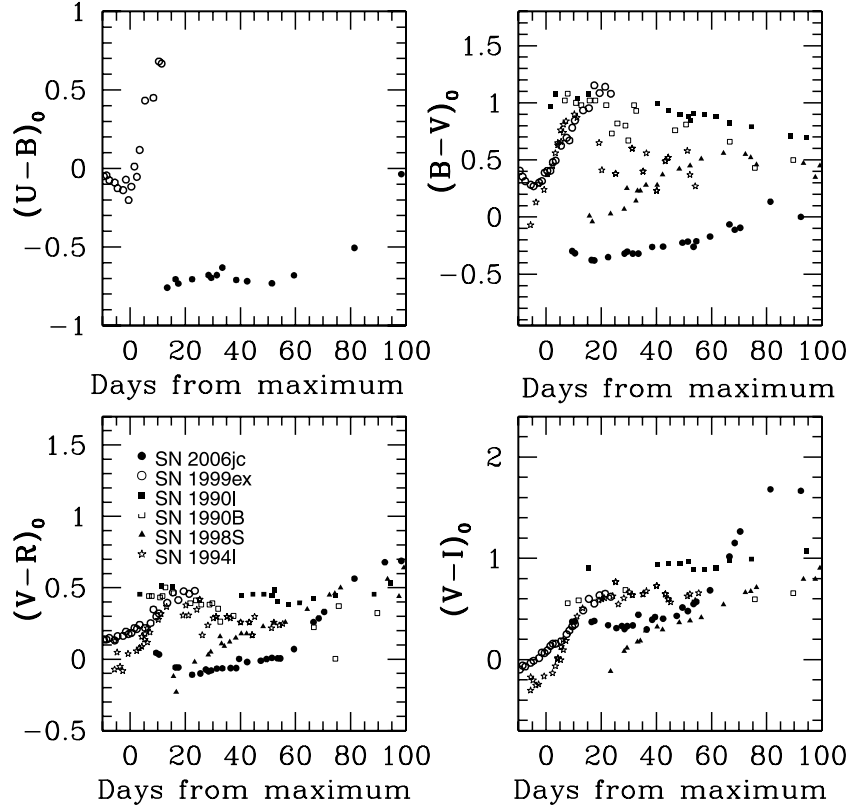 1
0.5
0
−0.5
−1
(U−B)₀
0 20 40 60 80 100
Days from maximum
1.5
1
0.5
0
−0.5
(B−V)₀
0 20 40 60 80 100
Days from maximum
1.5
1
0.5
0
−0.5
(V−R)₀
SN 2006jc
SN 1999ex
SN 1990I
SN 1990B
SN 1998S
SN 1994I
0 20 40 60 80 100
Days from maximum
2
1
0
(V−I)₀
0 20 40 60 80 100
Days from maximum